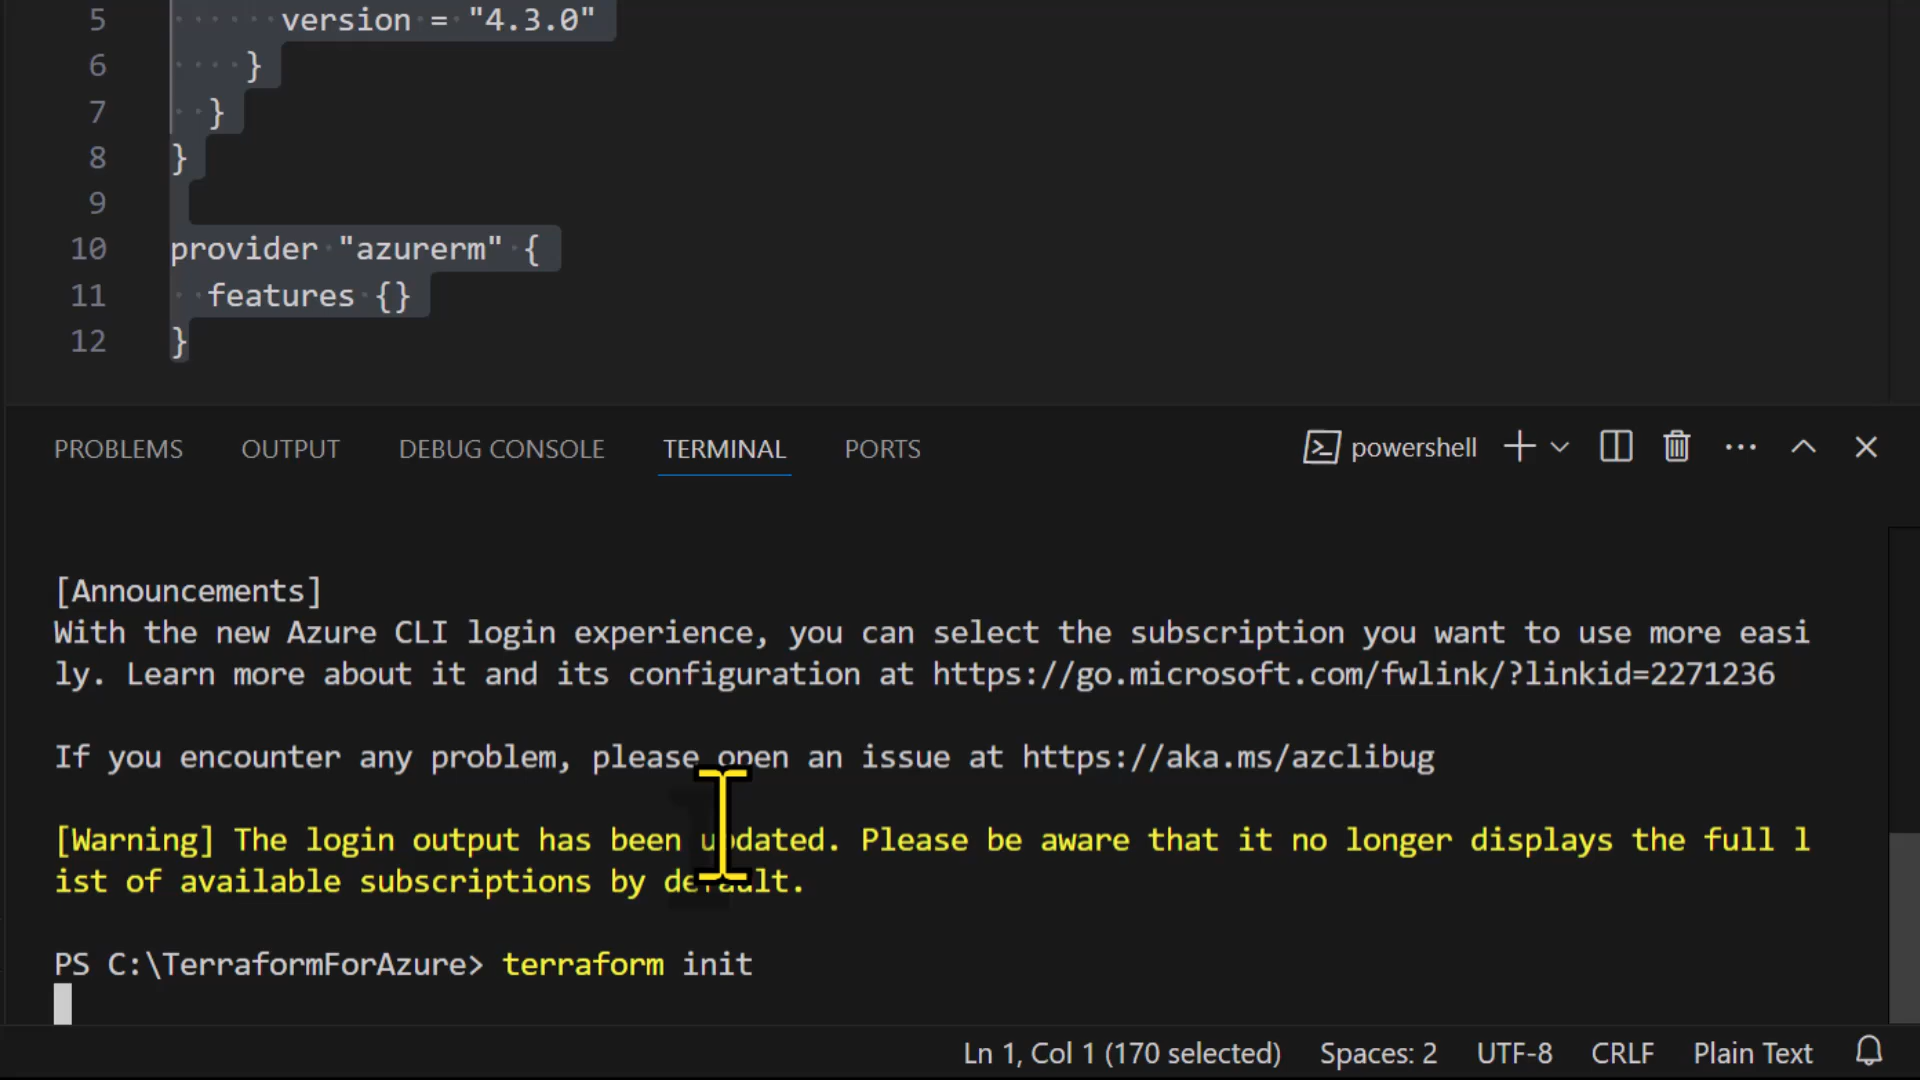 5 version = "4.3.0"
6 }
7 }
8 }
9
10 provider "azurerm" {
11 features {}
12 }
PROBLEMS OUTPUT DEBUG CONSOLE TERMINAL PORTS powershell
[Announcements]
With the new Azure CLI login experience, you can select the subscription you want to use more easi
ly. Learn more about it and its configuration at https://go.microsoft.com/fwlink/?linkid=2271236
If you encounter any problem, please open an issue at https://aka.ms/azclibug
[Warning] The login output has been updated. Please be aware that it no longer displays the full l
ist of available subscriptions by default.
PS C:\TerraformForAzure> terraform init
Ln 1, Col 1 (170 selected) Spaces: 2 UTF-8 CRLF Plain Text